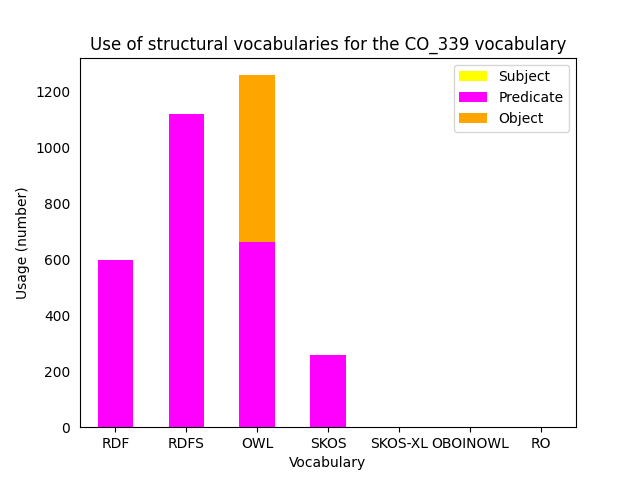 Use of structural vocabularies for the CO_339 vocabulary
Subject
Predicate
Object
1200
1000
800
600
400
200
0
Usage (number)
RDF RDFS OWL SKOS SKOS-XL OBOINOWL RO
Vocabulary